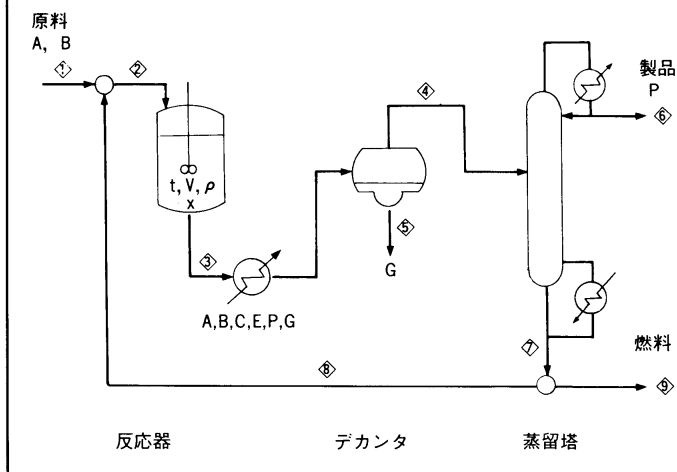 原料
A, B
1
2
t, V, ρ
x
3
A,B,C,E,P,G
4
5
G
製品
P
6
7
燃料
8
9
反応器
デカンタ
蒸留塔